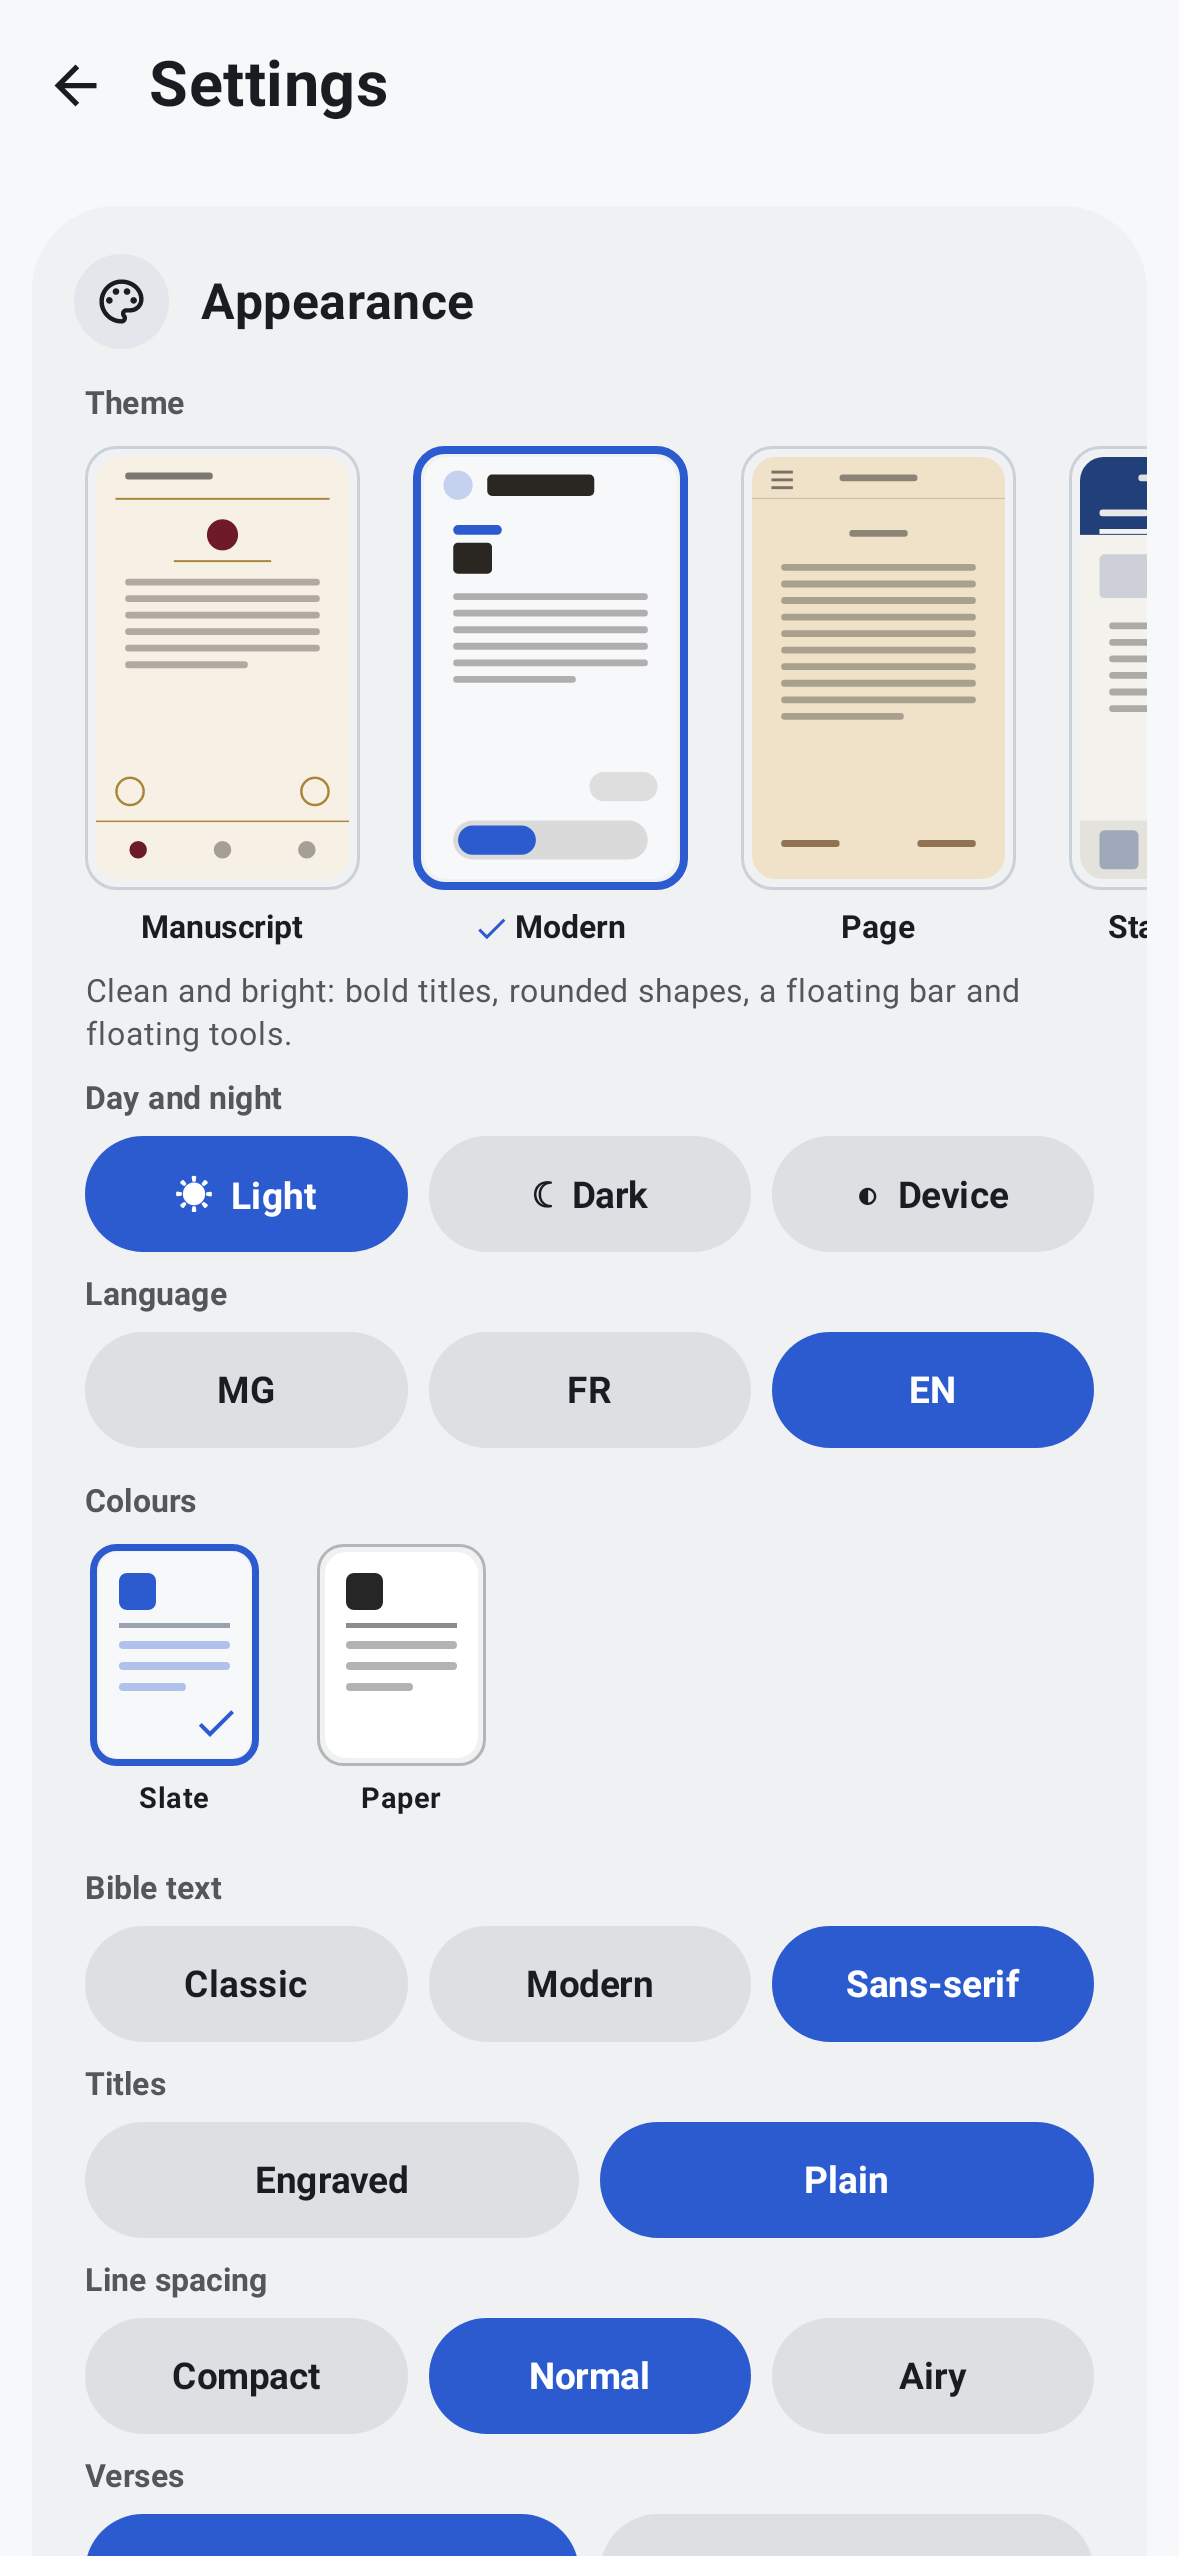 Settings
Appearance
Theme
Manuscript
Modern
Page
Clean and bright: bold titles, rounded shapes, a floating bar and
floating tools.
Day and night
Light
Dark
Device
Language
MG
FR
EN
Colours
Slate
Paper
Bible text
Classic
Modern
Sans-serif
Titles
Engraved
Plain
Line spacing
Compact
Normal
Airy
Verses